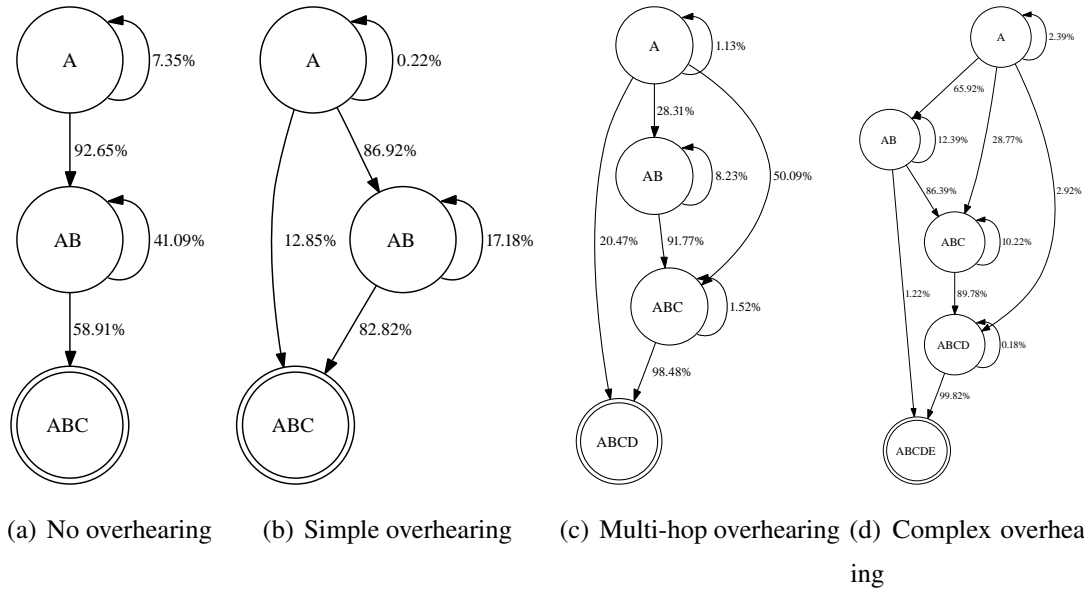 A
7.35%
92.65%
AB
41.09%
58.91%
ABC
A
0.22%
86.92%
12.85%
AB
17.18%
82.82%
ABC
A
1.13%
28.31%
AB
8.23%
50.09%
20.47%
91.77%
ABC
1.52%
98.48%
ABCD
A
2.39%
65.92%
AB
12.39%
28.77%
86.39%
2.92%
ABC
10.22%
1.22%
89.78%
ABCD
0.18%
99.82%
ABCDE
(a) No overhearing
(b) Simple overhearing
(c) Multi-hop overhearing
(d) Complex overhea
ing